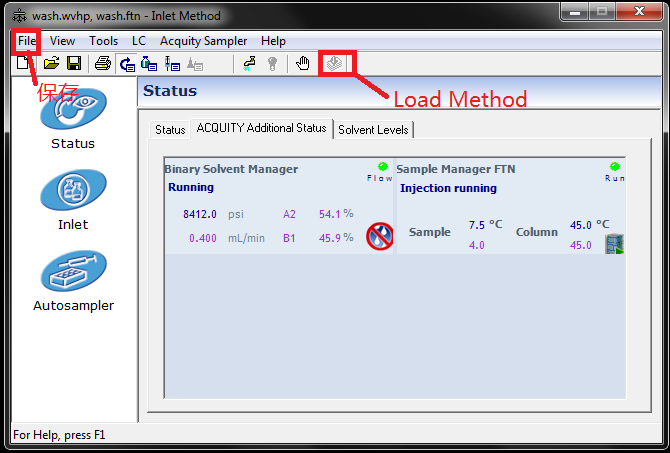 wash.wvhp, wash.ftn - Inlet Method
File View Tools LC Acquity Sampler Help
保存
Load Method
Status
Status
Inlet
Autosampler
Status ACQUITY Additional Status Solvent Levels
Binary Solvent Manager
Flow
Running
8412.0 psi A2 54.1 %
0.400 mL/min B1 45.9 %
Sample Manager FTN
Run
Injection running
Sample 7.5 °C Column 45.0 °C
4.0 45.0
For Help, press F1